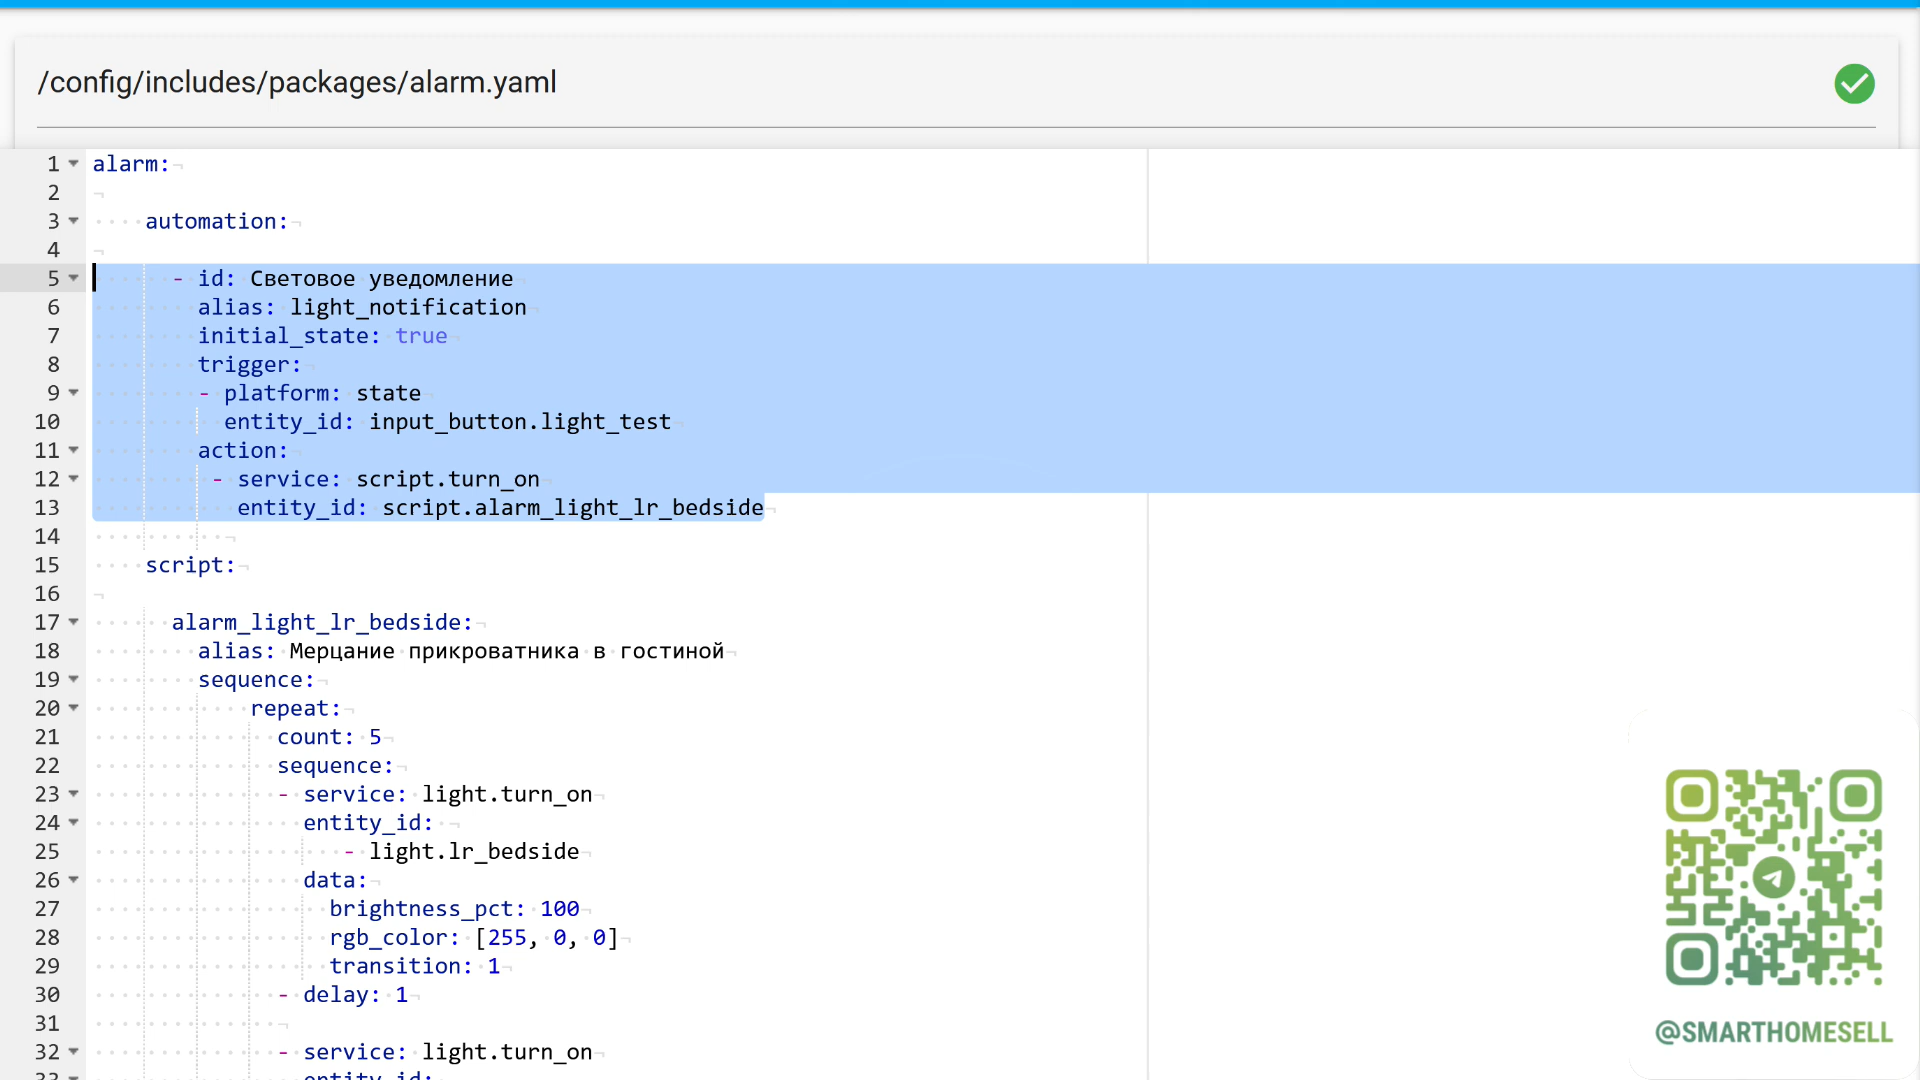 /config/includes/packages/alarm.yaml
1 alarm:
2
3 automation:
4
5 - id: Световое уведомление
6 alias: light_notification
7 initial_state: true
8 trigger:
9 - platform: state
10 entity_id: input_button.light_test
11 action:
12 - service: script.turn_on
13 entity_id: script.alarm_light_lr_bedside
14
15 script:
16
17 alarm_light_lr_bedside:
18 alias: Мерцание прикроватника в гостиной
19 sequence:
20 repeat:
21 count: 5
22 sequence:
23 - service: light.turn_on
24 entity_id:
25 - light.lr_bedside
26 data:
27 brightness_pct: 100
28 rgb_color: [255, 0, 0]
29 transition: 1
30 - delay: 1
31
32 - service: light.turn_on
33 entity_id:
@SMARTHOMESELL